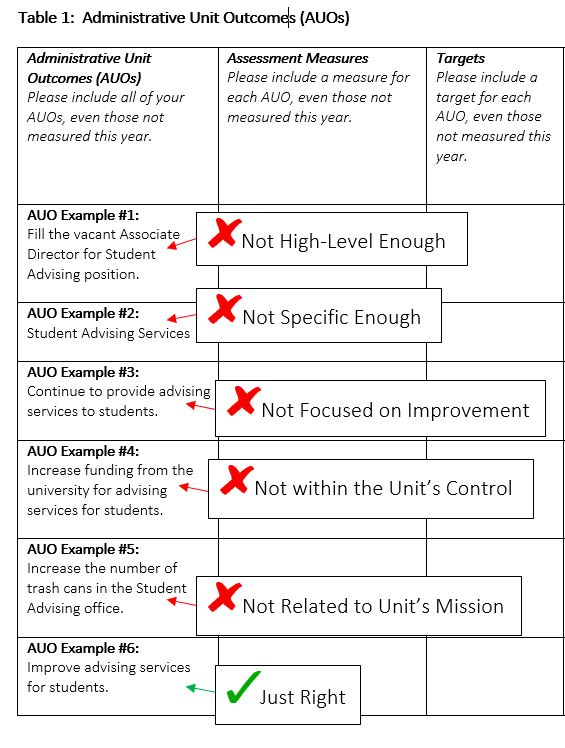 Table 1:  Administrative Unit Outcomes (AUOs)
Administrative Unit
Outcomes (AUOs)
Please include all of your
AUOs, even those not
measured this year.
Assessment Measures
Please include a measure for
each AUO, even those not
measured this year.
Targets
Please include a
target for each
AUO, even those
not measured this
year.
AUO Example #1:
Fill the vacant Associate
Director for Student
Advising position.
Not High-Level Enough
AUO Example #2:
Student Advising Services
Not Specific Enough
AUO Example #3:
Continue to provide advising
services to students.
Not Focused on Improvement
AUO Example #4:
Increase funding from the
university for advising
services for students.
Not within the Unit’s Control
AUO Example #5:
Increase the number of
trash cans in the Student
Advising office.
Not Related to Unit’s Mission
AUO Example #6:
Improve advising services
for students.
Just Right